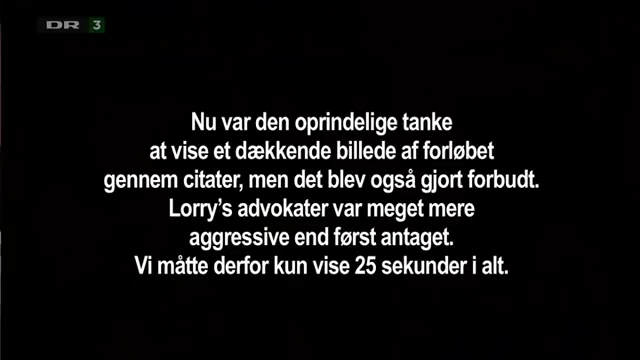 DR 3
Nu var den oprindelige tanke
at vise et dækkende billede af forløbet
gennem citater, men det blev også gjort forbudt.
Lorry's advokater var meget mere
aggressive end først antaget.
Vi måtte derfor kun vise 25 sekunder i alt.